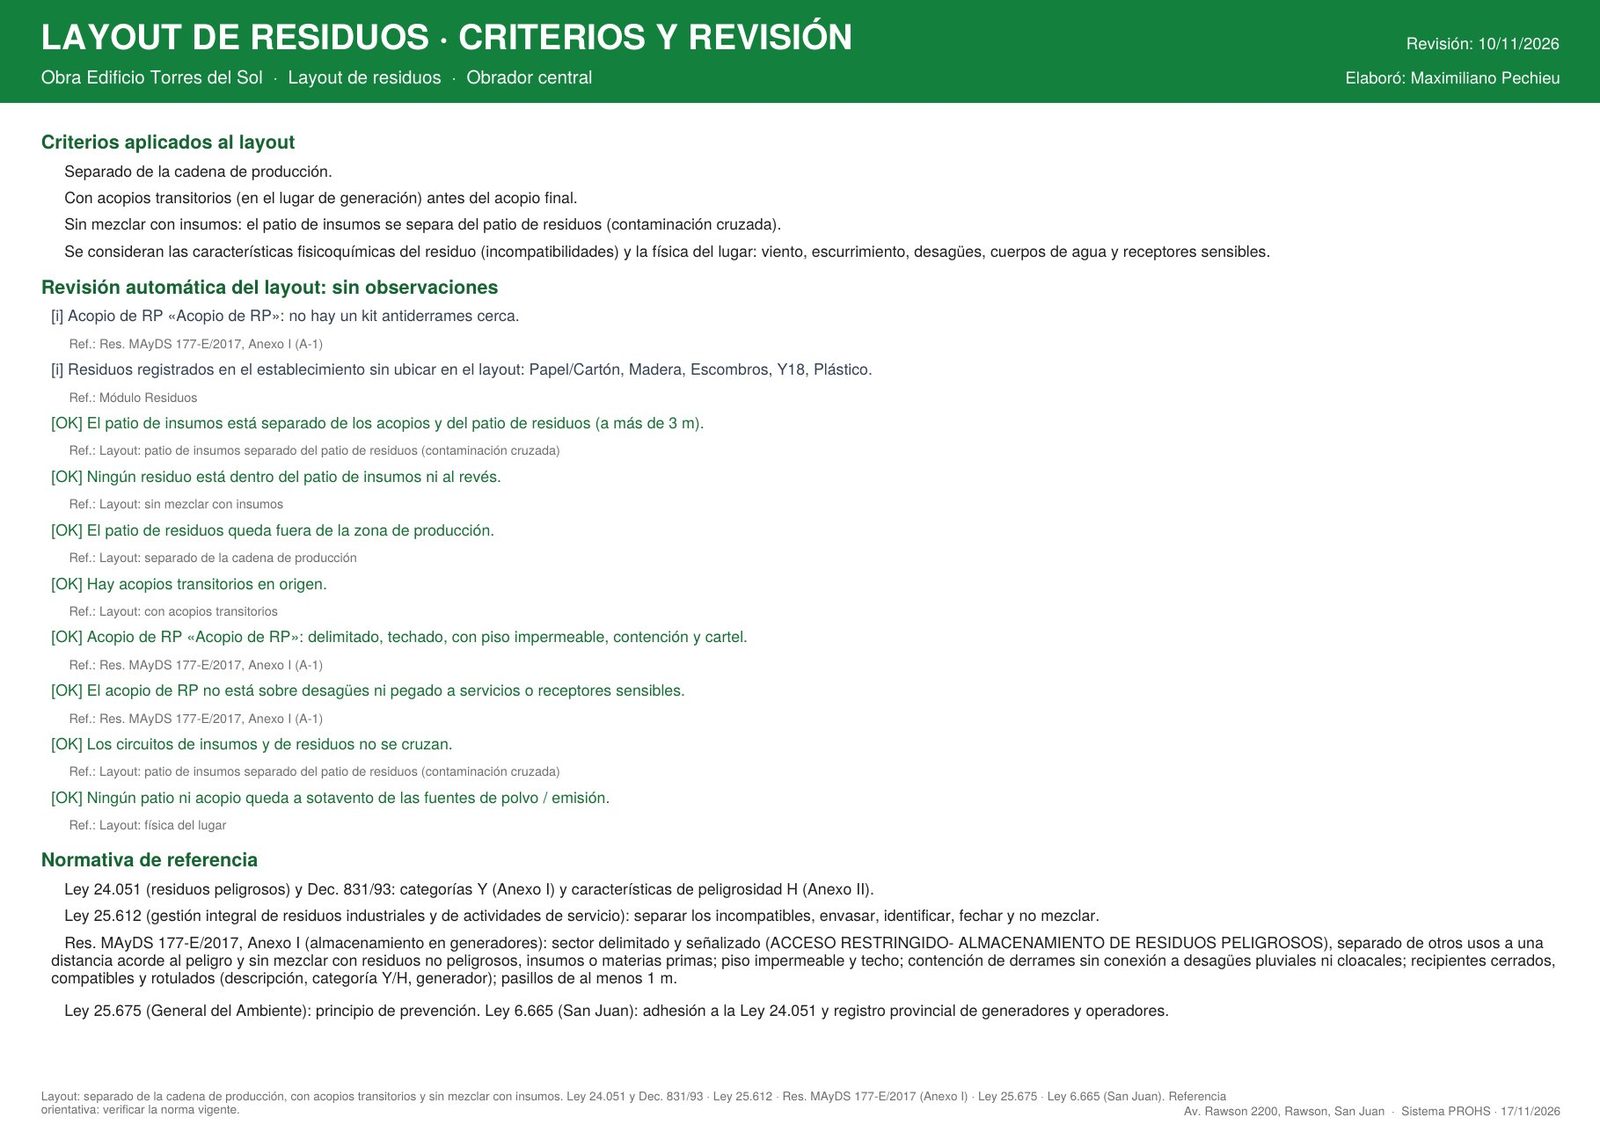 LAYOUT DE RESIDUOS · CRITERIOS Y REVISIÓN
Revisión: 10/11/2026
Obra Edificio Torres del Sol · Layout de residuos · Obrador central
Elaboró: Maximiliano Pechieu
Criterios aplicados al layout
Separado de la cadena de producción.
Con acopios transitorios (en el lugar de generación) antes del acopio final.
Sin mezclar con insumos: el patio de insumos se separa del patio de residuos (contaminación cruzada).
Se consideran las características fisicoquímicas del residuo (incompatibilidades) y la física del lugar: viento, escurrimiento, desagües, cuerpos de agua y receptores sensibles.
Revisión automática del layout: sin observaciones
[i] Acopio de RP «Acopio de RP»: no hay un kit antiderrames cerca.
Ref.: Res. MAyDS 177-E/2017, Anexo I (A-1)
[i] Residuos registrados en el establecimiento sin ubicar en el layout: Papel/Cartón, Madera, Escombros, Y18, Plástico.
Ref.: Módulo Residuos
[OK] El patio de insumos está separado de los acopios y del patio de residuos (a más de 3 m).
Ref.: Layout: patio de insumos separado del patio de residuos (contaminación cruzada)
[OK] Ningún residuo está dentro del patio de insumos ni al revés.
Ref.: Layout: sin mezclar con insumos
[OK] El patio de residuos queda fuera de la zona de producción.
Ref.: Layout: separado de la cadena de producción
[OK] Hay acopios transitorios en origen.
Ref.: Layout: con acopios transitorios
[OK] Acopio de RP «Acopio de RP»: delimitado, techado, con piso impermeable, contención y cartel.
Ref.: Res. MAyDS 177-E/2017, Anexo I (A-1)
[OK] El acopio de RP no está sobre desagües ni pegado a servicios o receptores sensibles.
Ref.: Res. MAyDS 177-E/2017, Anexo I (A-1)
[OK] Los circuitos de insumos y de residuos no se cruzan.
Ref.: Layout: patio de insumos separado del patio de residuos (contaminación cruzada)
[OK] Ningún patio ni acopio queda a sotavento de las fuentes de polvo / emisión.
Ref.: Layout: física del lugar
Normativa de referencia
Ley 24.051 (residuos peligrosos) y Dec. 831/93: categorías Y (Anexo I) y características de peligrosidad H (Anexo II).
Ley 25.612 (gestión integral de residuos industriales y de actividades de servicio): separar los incompatibles, envasar, identificar, fechar y no mezclar.
Res. MAyDS 177-E/2017, Anexo I (almacenamiento en generadores): sector delimitado y señalizado (ACCESO RESTRINGIDO- ALMACENAMIENTO DE RESIDUOS PELIGROSOS), separado de otros usos a una
distancia acorde al peligro y sin mezclar con residuos no peligrosos, insumos o materias primas; piso impermeable y techo; contención de derrames sin conexión a desagües pluviales ni cloacales; recipientes cerrados,
compatibles y rotulados (descripción, categoría Y/H, generador); pasillos de al menos 1 m.
Ley 25.675 (General del Ambiente): principio de prevención. Ley 6.665 (San Juan): adhesión a la Ley 24.051 y registro provincial de generadores y operadores.
Layout: separado de la cadena de producción, con acopios transitorios y sin mezclar con insumos. Ley 24.051 y Dec. 831/93 · Ley 25.612 · Res. MAyDS 177-E/2017 (Anexo I) · Ley 25.675 · Ley 6.665 (San Juan). Referencia
orientativa: verificar la norma vigente.
Av. Rawson 2200, Rawson, San Juan · Sistema PROHS · 17/11/2026